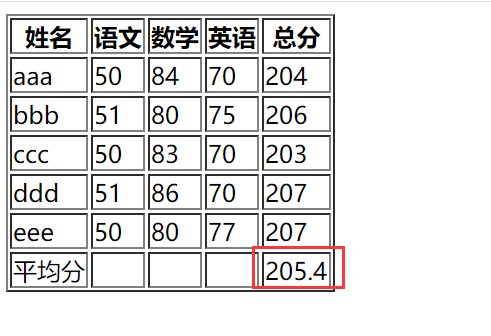 姓名 语文 数学 英语 总分
aaa 50 84 70 204
bbb 51 80 75 206
ccc 50 83 70 203
ddd 51 86 70 207
eee 50 80 77 207
平均分 205.4